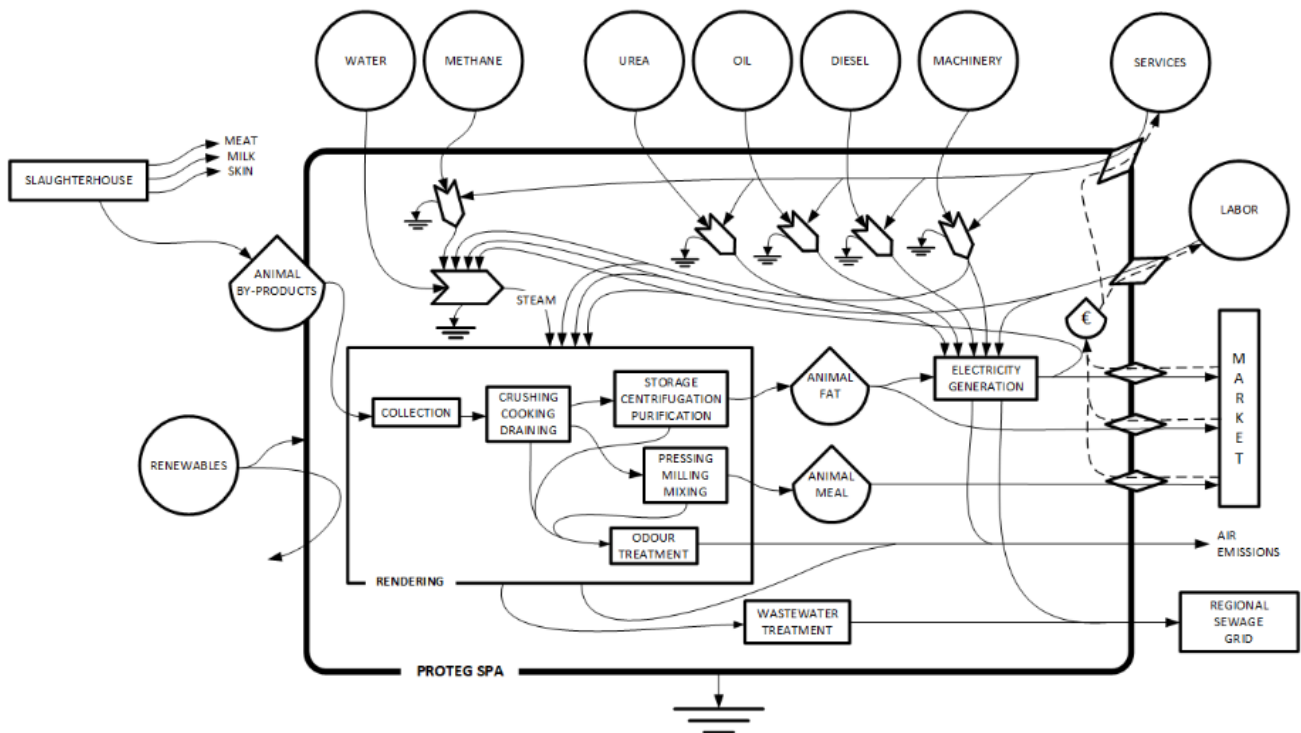 WATER
METHANE
UREA
OIL
DIESEL
MACHINERY
SERVICES
SLAUGHTERHOUSE
MEAT
MILK
SKIN
LABOR
ANIMAL
BY-PRODUCTS
STEAM
€
RENEWABLES
COLLECTION
CRUSHING
COOKING
DRAINING
STORAGE
CENTRIFUGATION
PURIFICATION
PRESSING
MILLING
MIXING
ODOUR
TREATMENT
RENDERING
ANIMAL
FAT
ANIMAL
MEAL
ELECTRICITY
GENERATION
MARKET
AIR
EMISSIONS
WASTEWATER
TREATMENT
REGIONAL
SEWAGE
GRID
PROTEG SPA